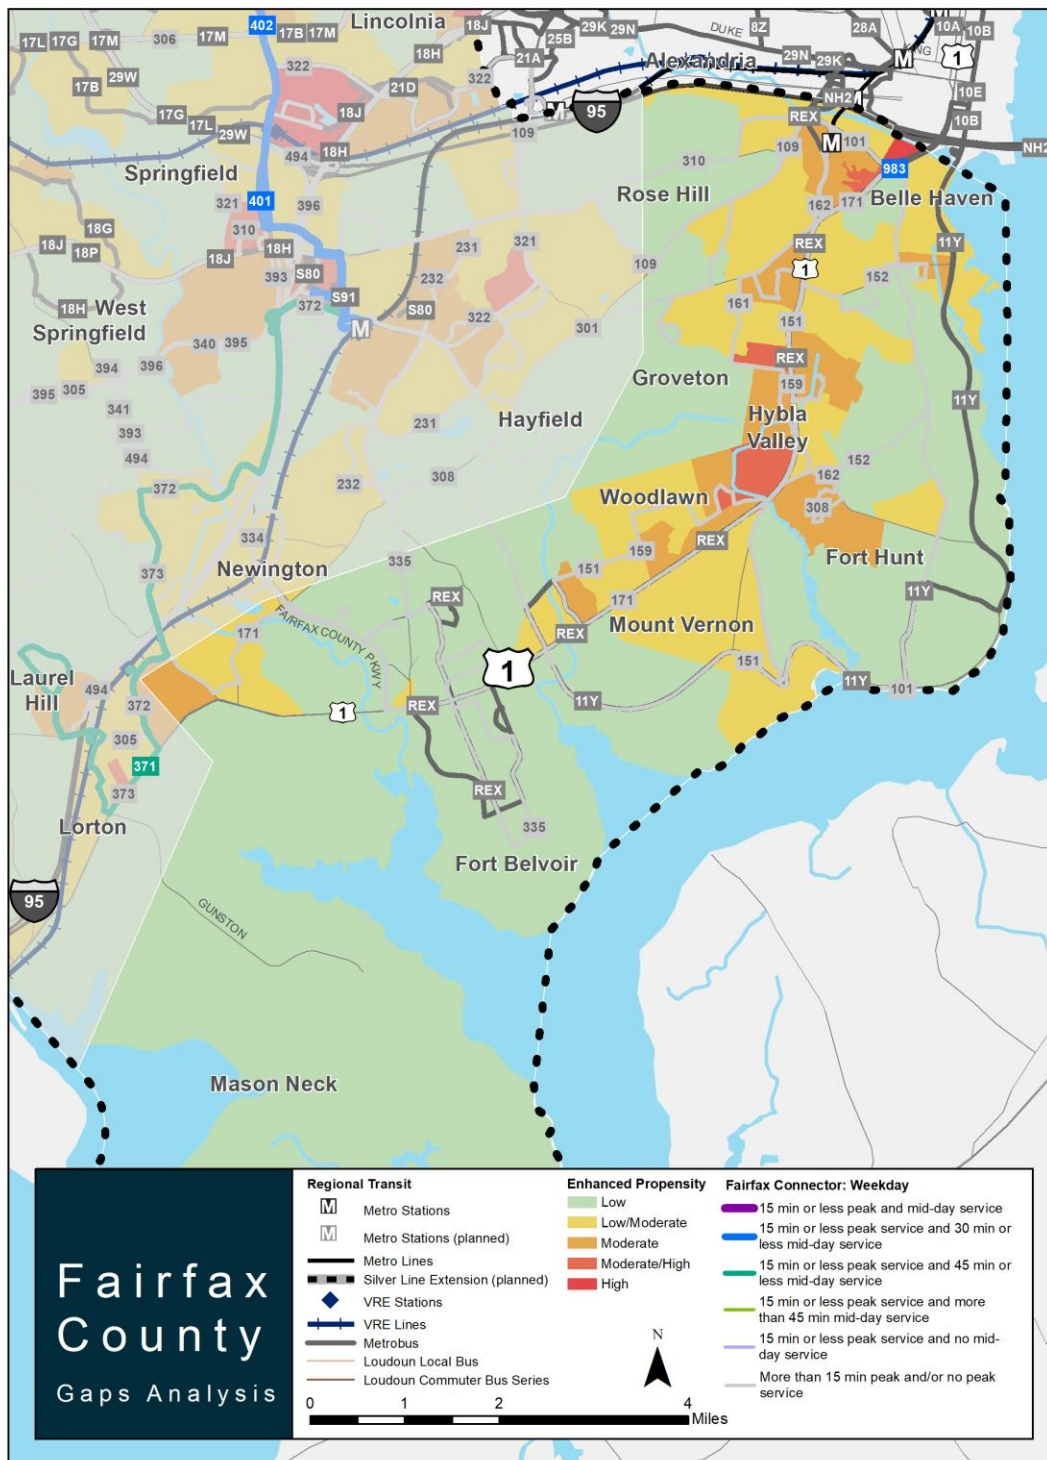 Lincolnia
402
18J
29K
DUKE
8Z
28A
10A
10B
17L
17G
17M
306
17M
17B
17M
25B
29N
KING
1
18H
21A
Alexandria
29N
29K
M
322
322
29W
17B
21D
M
95
NH2
10E
18J
17G
17L
29W
109
REX
10B
M
101
NH2
494
18H
109
310
983
Springfield
Rose Hill
162
171
Belle Haven
321
401
396
18G
310
231
321
REX
11Y
18J
18P
18J
18H
109
1
152
393
S80
232
18H
S91
S80
372
322
301
161
151
West
Springfield
M
340
395
REX
394
396
Groveton
159
395
305
11Y
341
Hybla
Valley
393
231
Hayfield
494
152
372
232
308
162
Woodlawn
308
334
REX
159
335
Fort Hunt
373
Newington
151
REX
171
11Y
171
FAIRFAX COUNTY PKWY
REX
Mount Vernon
1
151
Laurel
Hill
494
11Y
101
372
1
REX
11Y
305
371
373
REX
Lorton
335
Fort Belvoir
95
GUNSTON
Mason Neck
Fairfax
County
Gaps Analysis
Regional Transit
M
Metro Stations
M
Metro Stations (planned)
Metro Lines
Silver Line Extension (planned)
VRE Stations
VRE Lines
Metrobus
Loudoun Local Bus
Loudoun Commuter Bus Series
0
1
2
4
Miles
Enhanced Propensity
Low
Low/Moderate
Moderate
Moderate/High
High
N
Fairfax Connector: Weekday
15 min or less peak and mid-day service
15 min or less peak service and 30 min or
less mid-day service
15 min or less peak service and 45 min or
less mid-day service
15 min or less peak service and more
than 45 min mid-day service
15 min or less peak service and no mid-
day service
More than 15 min peak and/or no peak
service